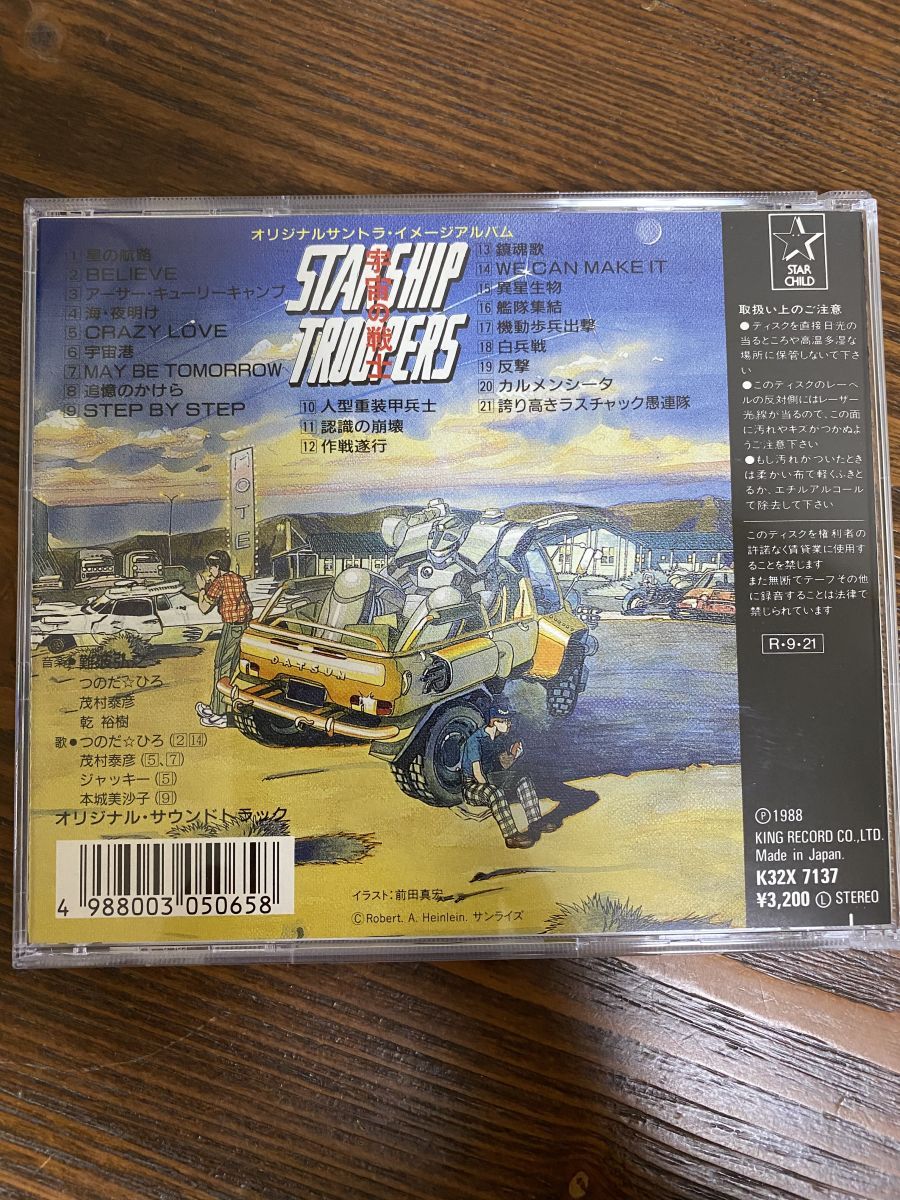 オリジナルサントラ・イメージアルバム
STARSHIP
TROOPERS
宇宙の戦士
1 星の航路
2 BELIEVE
3 アーサー・キューリーキャンプ
4 海・夜明け
5 CRAZY LOVE
6 宇宙港
7 MAY BE TOMORROW
8 追憶のかけら
9 STEP BY STEP
10 人型重装甲兵士
11 認識の崩壊
12 作戦遂行
13 鎮魂歌
14 WE CAN MAKE IT
15 異星生物
16 艦隊集結
17 機動歩兵出撃
18 白兵戦
19 反撃
20 カルメンシータ
21 誇り高きラスチャック愚連隊
MOTE
DATSUN
音楽● 難波弘之
つのだ☆ひろ
茂村泰彦
乾 裕樹
歌● つのだ☆ひろ (2 14)
茂村泰彦 (5、7)
ジャッキー (5)
本城美沙子 (9)
オリジナル・サウンドトラック
4 988003 050658
イラスト:前田真宏
© Robert. A. Heinlein. サンライズ
STAR
CHILD
取扱い上のご注意
●ディスクを直接日光の
当るところや高温多湿な
場所に保管しないで下さ
い
●このディスクのレーベ
ルの反対側にはレーザー
光線が当るので、この面
に汚れやキズがつかぬよ
うご注意下さい
●もし汚れがついたとき
は柔かい布で軽くふきと
るか、エチルアルコール
で除去して下さい
このディスクを権利者の
許諾なく賃貸業に使用す
ることを禁じます
また無断でテープその他
に録音することは法律で
禁じられています
R・9・21
Ⓟ1988
KING RECORD CO.,LTD.
Made in Japan.
K32X 7137
¥3,200 Ⓛ STEREO